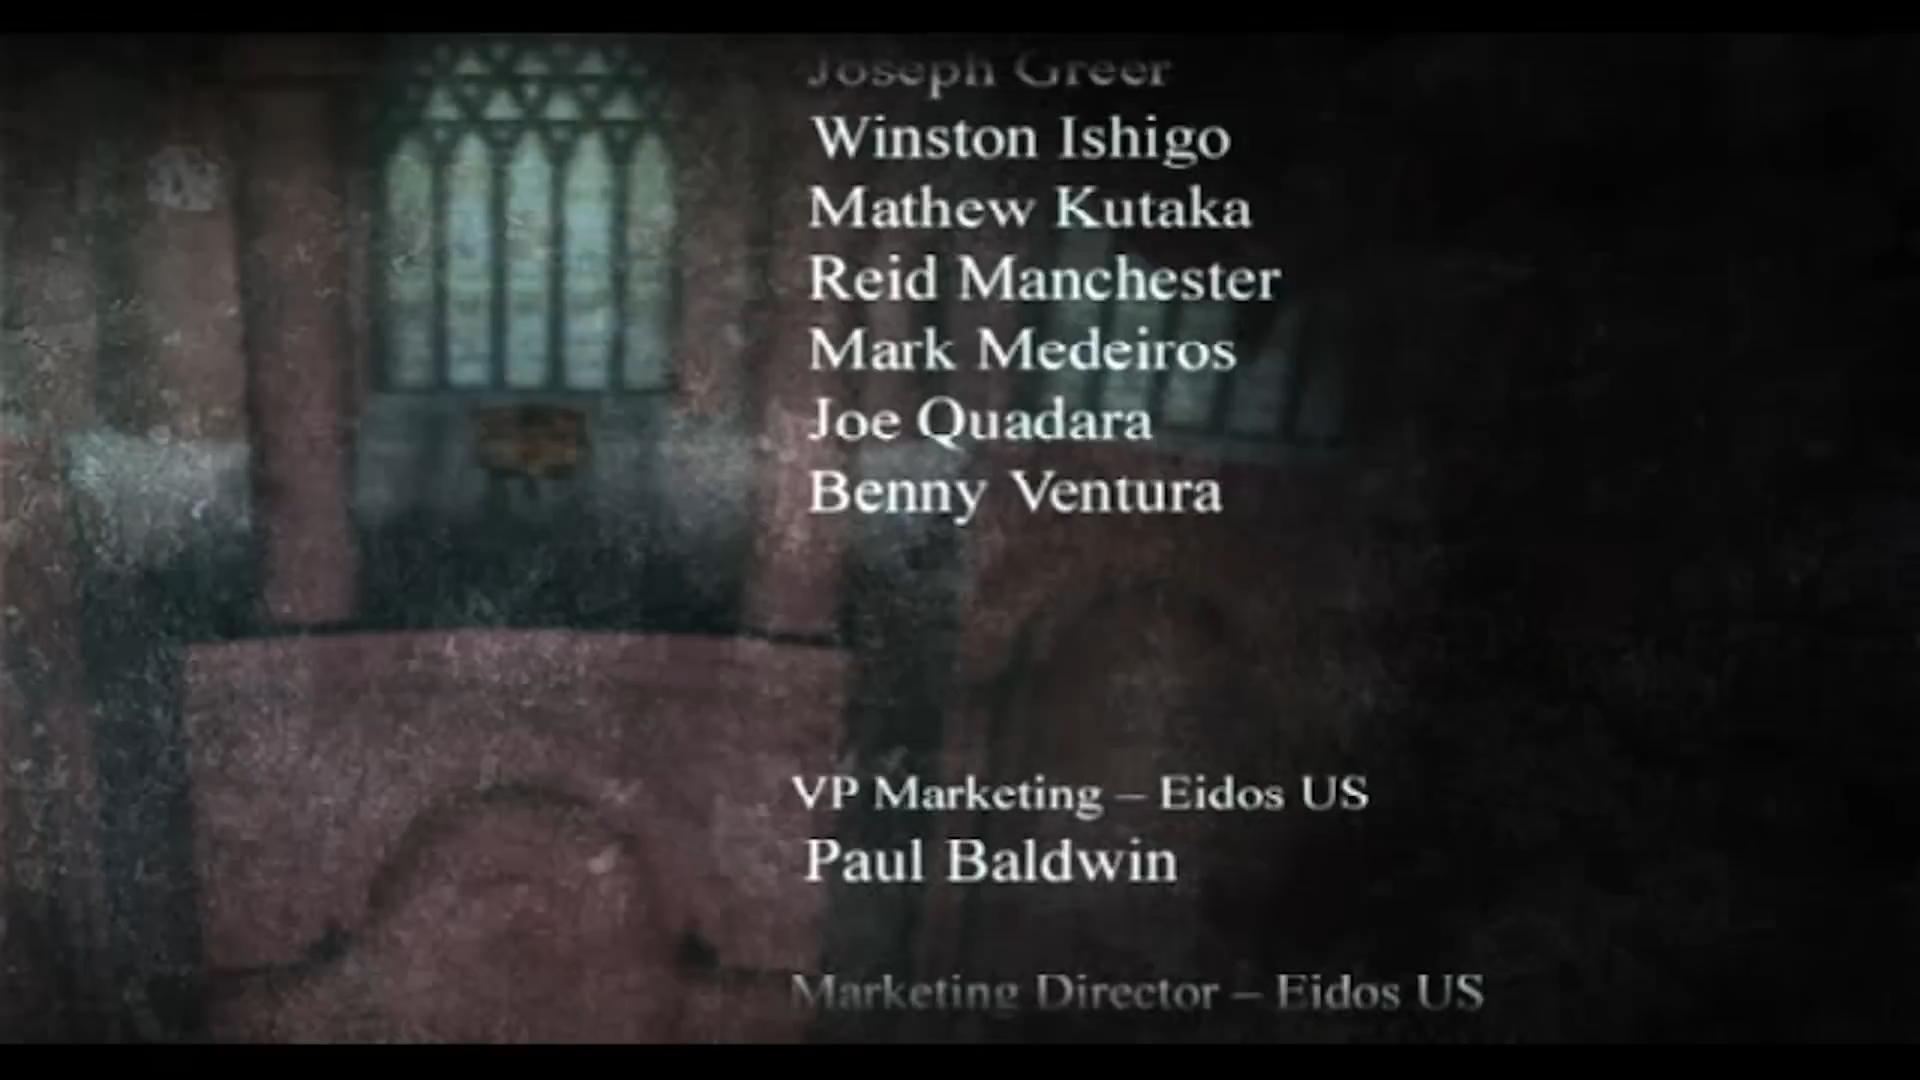 Joseph Greer
Winston Ishigo
Mathew Kutaka
Reid Manchester
Mark Medeiros
Joe Quadara
Benny Ventura
VP Marketing – Eidos US
Paul Baldwin
Marketing Director – Eidos US